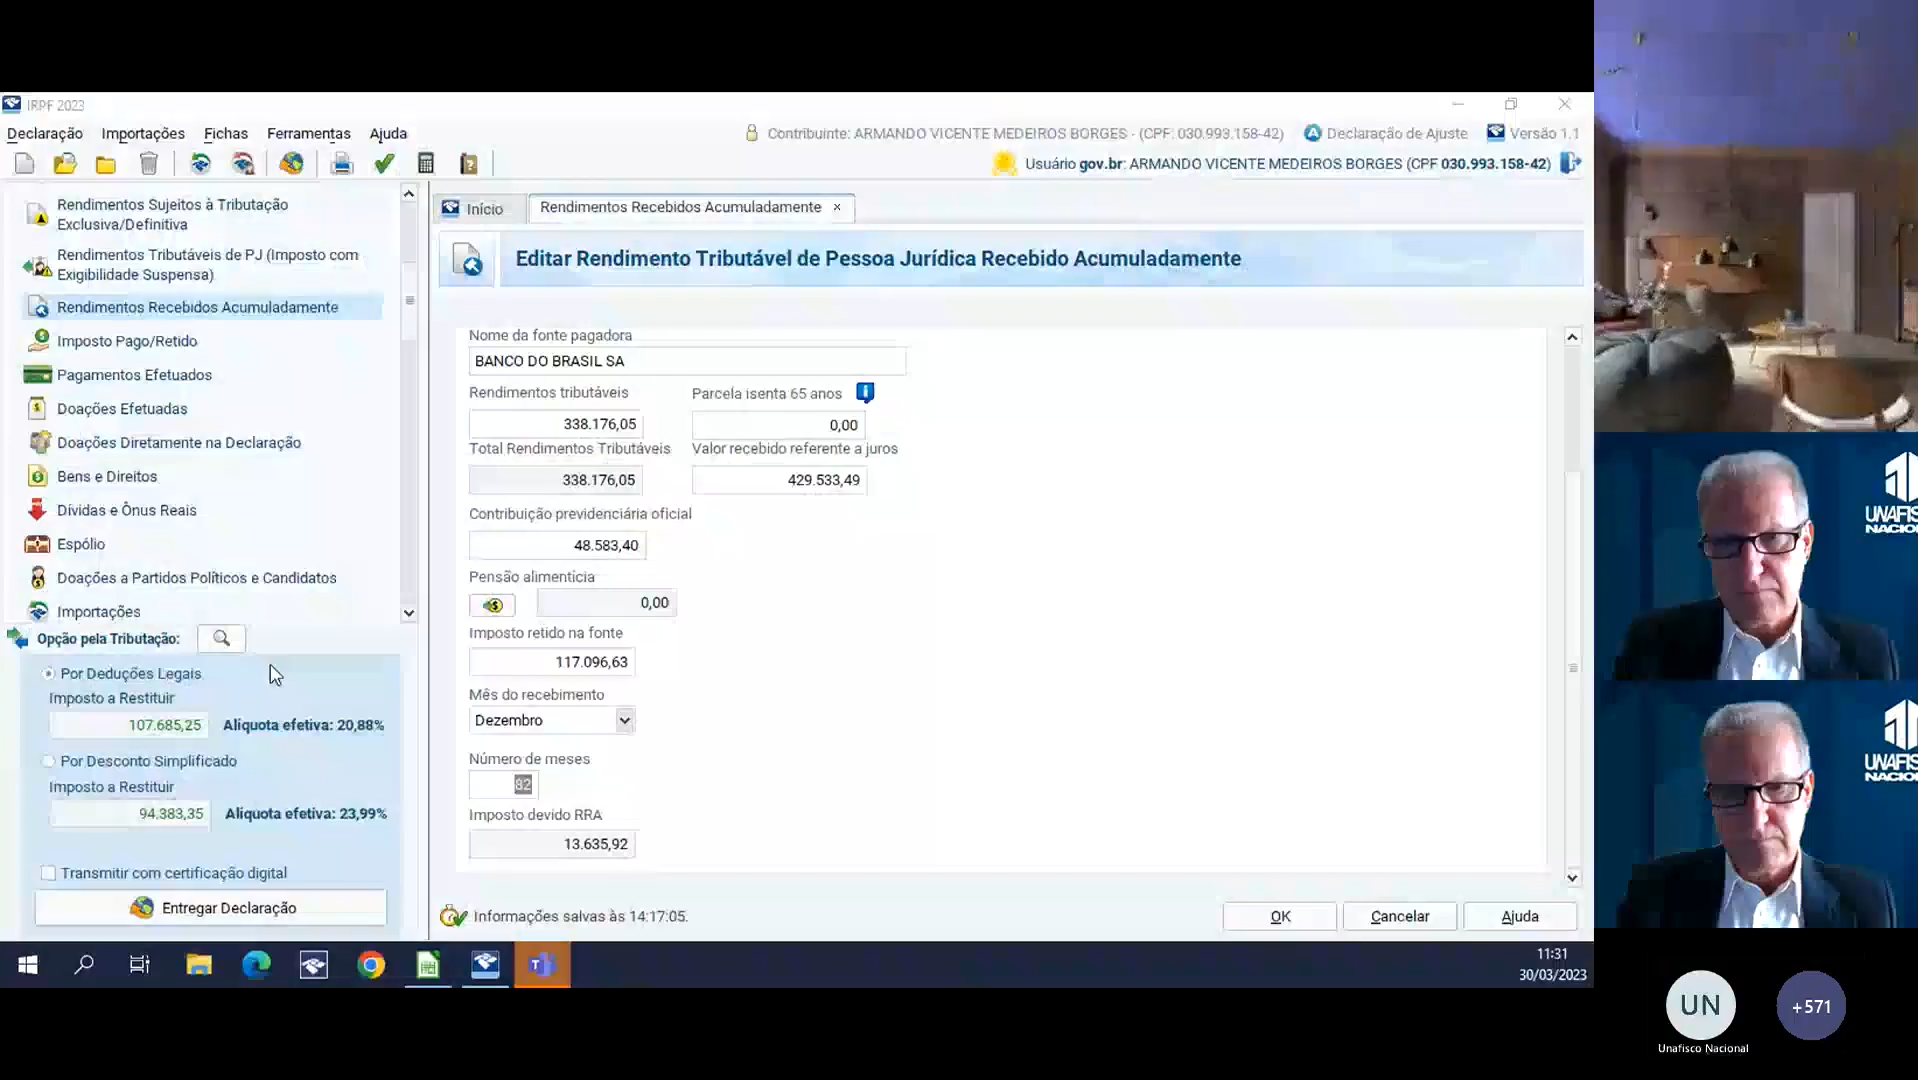 IRPF 2023
Declaração Importações Fichas Ferramentas Ajuda
Contribuinte: ARMANDO VICENTE MEDEIROS BORGES - (CPF: 030.993.158-42) Declaração de Ajuste Versão 1.1
Usuário gov.br: ARMANDO VICENTE MEDEIROS BORGES (CPF 030.993.158-42)
Rendimentos Sujeitos à Tributação
Exclusiva/Definitiva
Rendimentos Tributáveis de PJ (Imposto com
Exigibilidade Suspensa)
Rendimentos Recebidos Acumuladamente
Imposto Pago/Retido
Pagamentos Efetuados
Doações Efetuadas
Doações Diretamente na Declaração
Bens e Direitos
Dívidas e Ônus Reais
Espólio
Doações a Partidos Políticos e Candidatos
Importações
Opção pela Tributação:
Por Deduções Legais
Imposto a Restituir
107.685,25 Alíquota efetiva: 20,88%
Por Desconto Simplificado
Imposto a Restituir
94.383,35 Alíquota efetiva: 23,99%
Transmitir com certificação digital
Entregar Declaração
Início Rendimentos Recebidos Acumuladamente ×
Editar Rendimento Tributável de Pessoa Jurídica Recebido Acumuladamente
Nome da fonte pagadora
BANCO DO BRASIL SA
Rendimentos tributáveis Parcela isenta 65 anos
338.176,05 0,00
Total Rendimentos Tributáveis Valor recebido referente a juros
338.176,05 429.533,49
Contribuição previdenciária oficial
48.583,40
Pensão alimentícia
0,00
Imposto retido na fonte
117.096,63
Mês do recebimento
Dezembro
Número de meses
82
Imposto devido RRA
13.635,92
Informações salvas às 14:17:05.
OK Cancelar Ajuda
11:31
30/03/2023
UNAFIS
NACIO
UNAFIS
NACIO
UN
+571
Unafisco Nacional